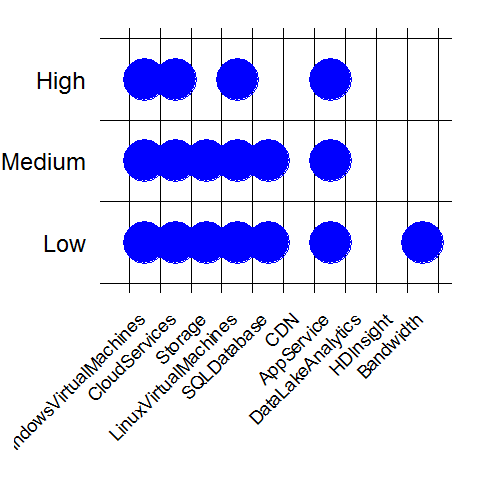 High
Medium
Low
ndowsVirtualMachines
CloudServices
Storage
LinuxVirtualMachines
SQLDatabase
CDN
AppService
DataLakeAnalytics
HDInsight
Bandwidth